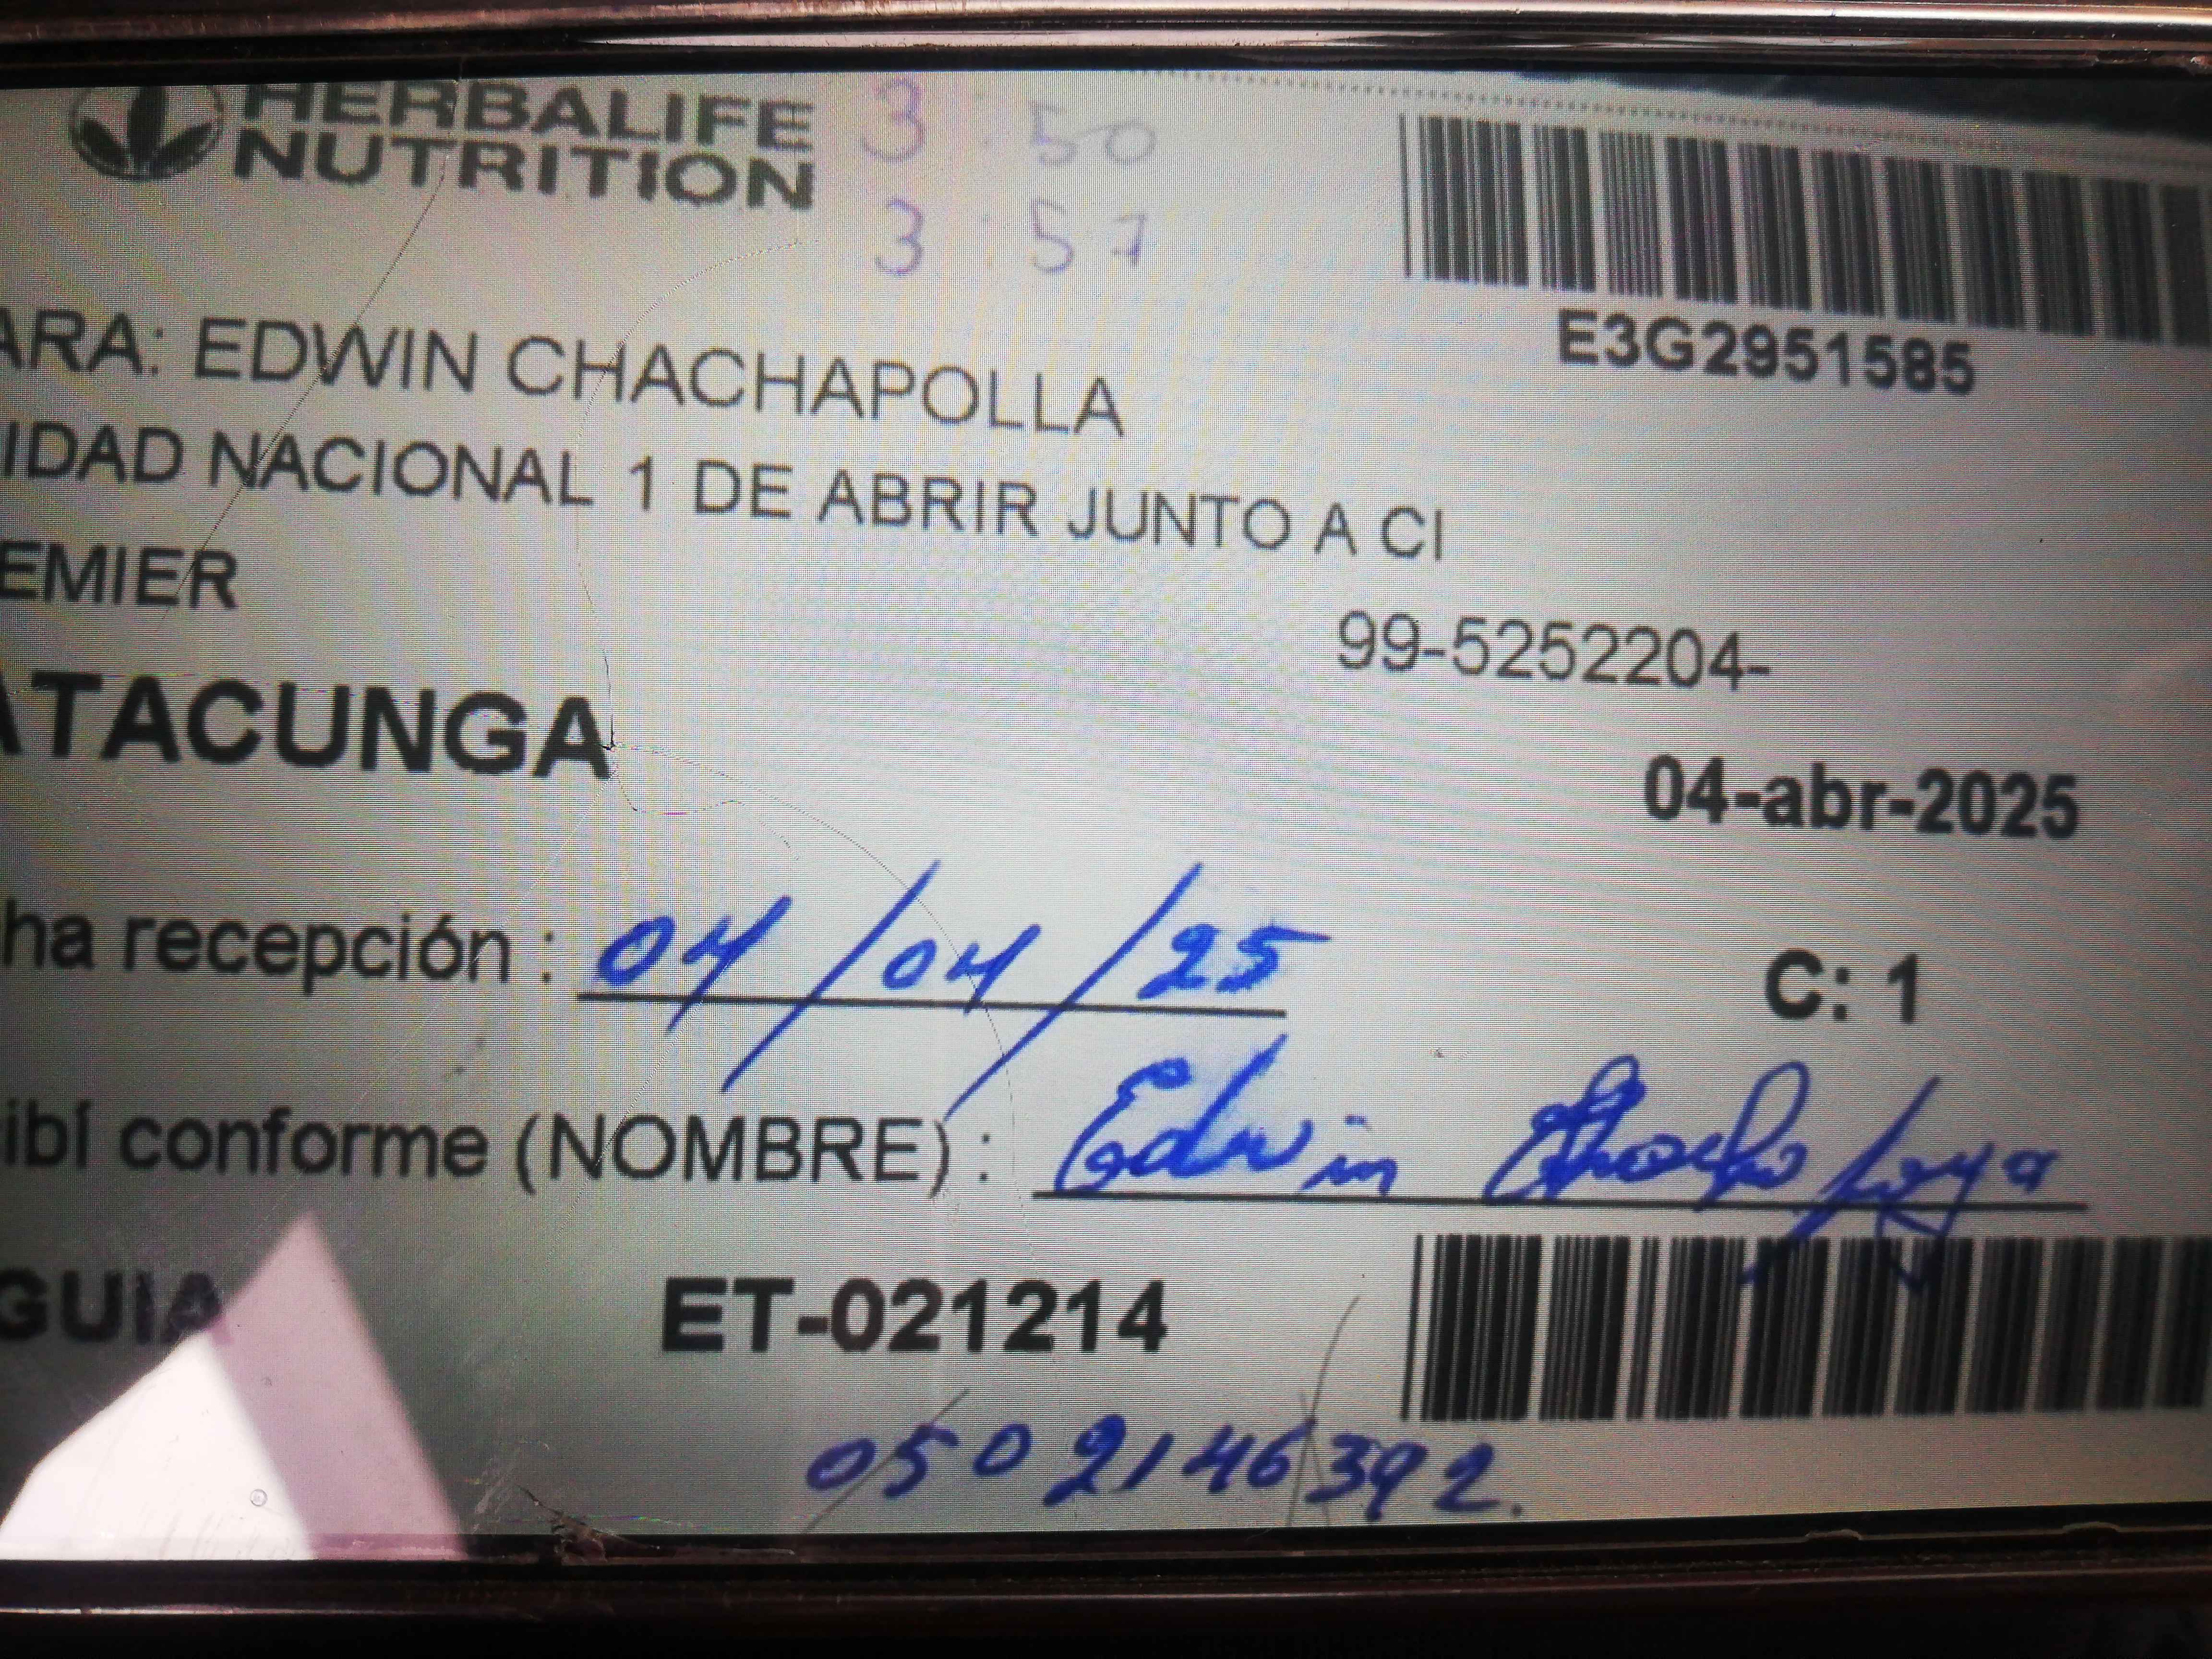 HERBALIFE
NUTRITION
3:50
3:57
E3G2951585
ARA: EDWIN CHACHAPOLLA
IDAD NACIONAL 1 DE ABRIR JUNTO A CI
EMIER
99-5252204-
ATACUNGA
04-abr-2025
ha recepción : 04/04/25
C: 1
ibí conforme (NOMBRE) : Edwin
GUIA ET-021214
0502146392.